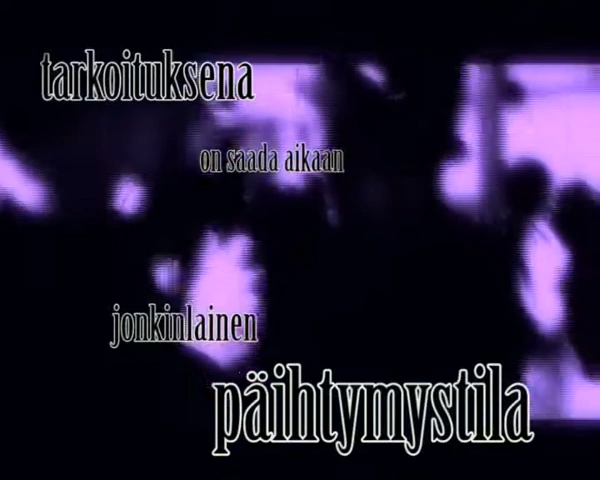 tarkoituksena
on saada aikaan
jonkinlainen
päihtymystila